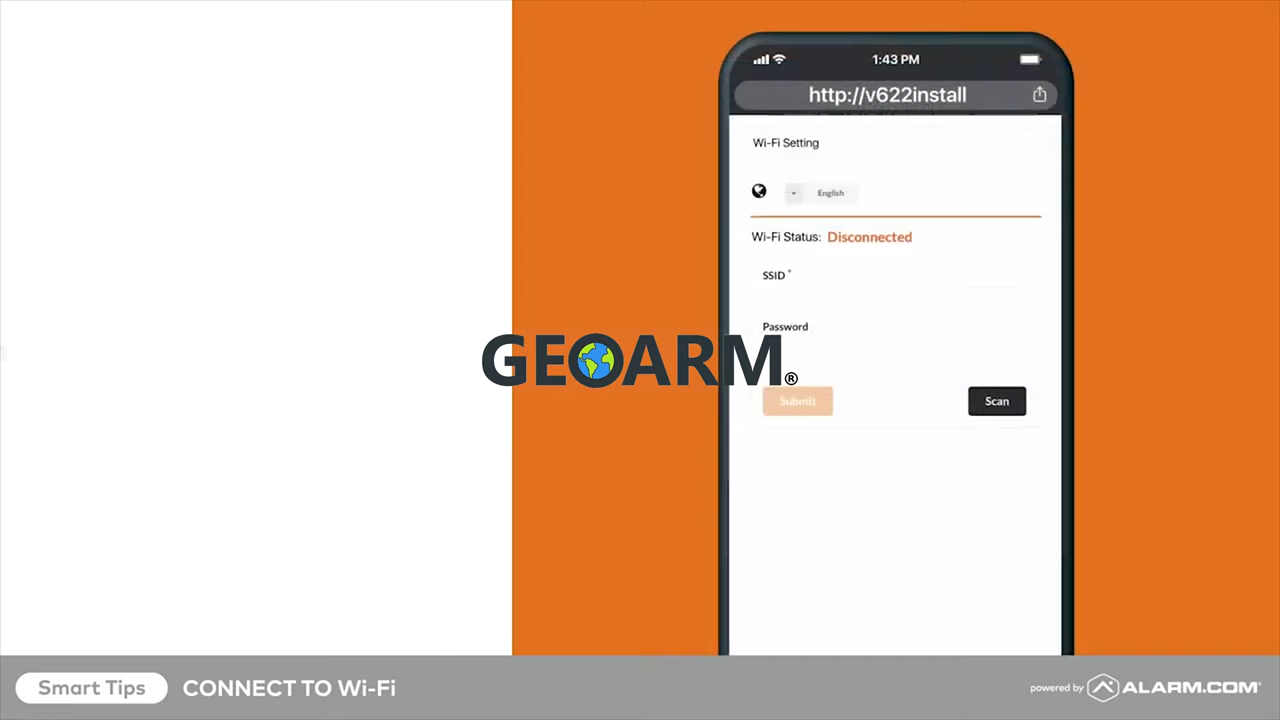 1:43 PM
http://v622install
Wi-Fi Setting
English
Wi-Fi Status: Disconnected
SSID *
Password
GEOARM®
Submit
Scan
Smart Tips
CONNECT TO Wi-Fi
powered by ALARM.COM®